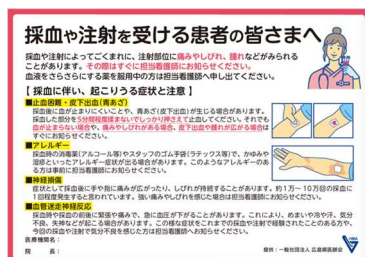 採血や注射を受ける患者の皆さまへ
採血や注射によってごくまれに、注射部位に痛みやしびれ、腫れなどがみられる
ことがあります。その際はすぐに担当看護師にお知らせください。
血液をさらさらにする薬を服用中の方は担当看護師へ申し出てください。
【 採血に伴い、起こりうる症状と注意 】
■止血困難・皮下出血(青あざ)
採血後に血が止まりにくいことや、青あざ(皮下出血)が生じる場合があります。
採血した部分を5分間程度揉まないでしっかり押さえて止血してください。それでも
血が止まらない場合や、痛みやしびれがある場合、皮下出血や腫れが広がる場合は
すぐにお知らせください。
■アレルギー
採血時の消毒薬(アルコール等)やスタッフのゴム手袋(ラテックス等)で、かゆみや
湿疹といったアレルギー症状が出る場合があります。このようなアレルギーのあ
る方は事前に担当看護師にお知らせください。
■神経損傷
症状として採血後に手や指に痛みが広がったり、しびれが持続することがあります。約1万〜10万回の採血に
1回程度発生すると言われています。強い痛みやしびれを感じた場合は担当看護師にお知らせください。
■血管迷走神経反応
採血時や採血の前後に緊張や痛みで、急に血圧が下がることがあります。これにより、めまいや冷や汗、気分
不良、失神などが起こる場合があります。この様な症状をこれまでの採血や注射で経験されたことのある方や、
今回の採血や注射で気分不良を感じた方は担当看護師にお知らせください。
医療機関名：
院　長：
提供：一般社団法人 広島県医師会